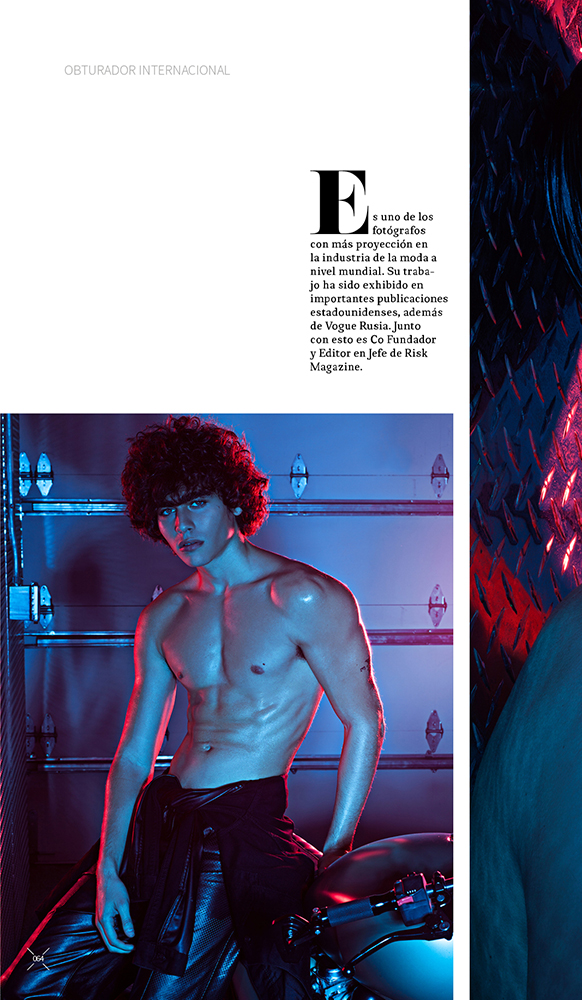 OBTURADOR INTERNACIONAL
Es uno de los
fotógrafos
con más proyección en
la industria de la moda a
nivel mundial. Su traba-
jo ha sido exhibido en
importantes publicaciones
estadounidenses, además
de Vogue Rusia. Junto
con esto es Co Fundador
y Editor en Jefe de Risk
Magazine.
064